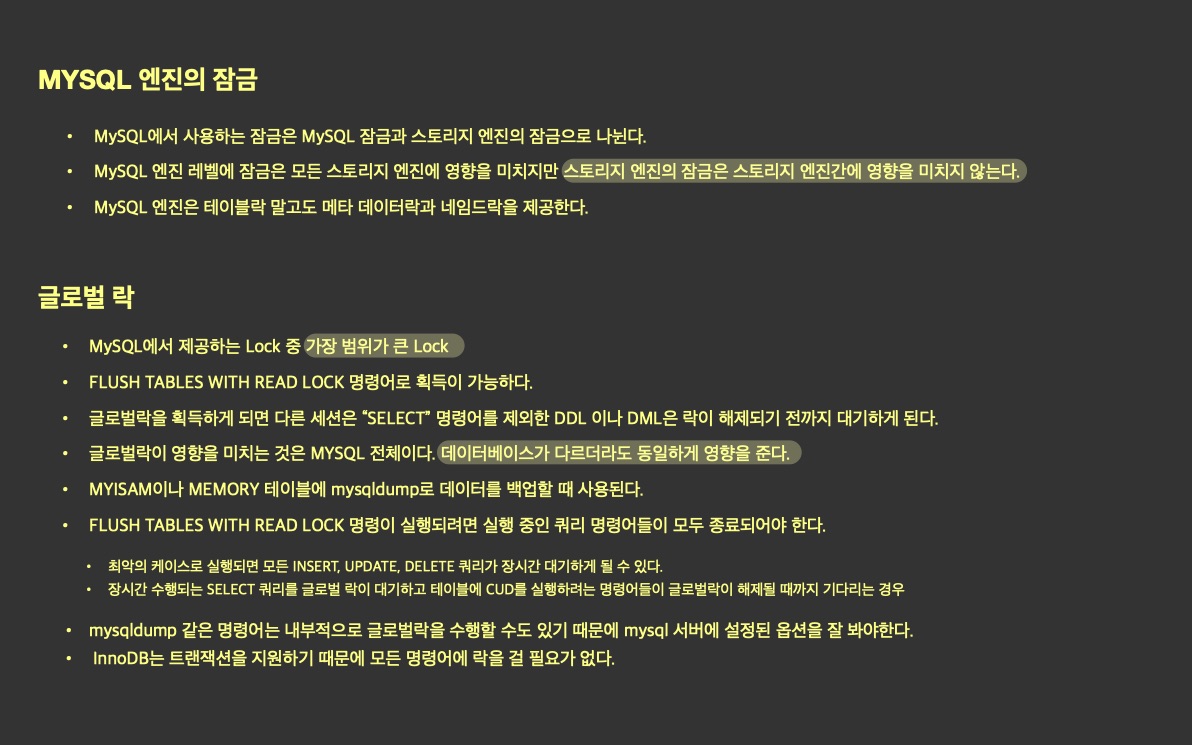 MYSQL 엔진의 잠금
• MySQL에서 사용하는 잠금은 MySQL 잠금과 스토리지 엔진의 잠금으로 나뉜다.
• MySQL 엔진 레벨에 잠금은 모든 스토리지 엔진에 영향을 미치지만 스토리지 엔진의 잠금은 스토리지 엔진간에 영향을 미치지 않는다.
• MySQL 엔진은 테이블락 말고도 메타 데이터락과 네임드락을 제공한다.
글로벌 락
• MySQL에서 제공하는 Lock 중 가장 범위가 큰 Lock
• FLUSH TABLES WITH READ LOCK 명령어로 획득이 가능하다.
• 글로벌락을 획득하게 되면 다른 세션은 “SELECT” 명령어를 제외한 DDL 이나 DML은 락이 해제되기 전까지 대기하게 된다.
• 글로벌락이 영향을 미치는 것은 MYSQL 전체이다. 데이터베이스가 다르더라도 동일하게 영향을 준다.
• MYISAM이나 MEMORY 테이블에 mysqldump로 데이터를 백업할 때 사용된다.
• FLUSH TABLES WITH READ LOCK 명령이 실행되려면 실행 중인 쿼리 명령어들이 모두 종료되어야 한다.
• 최악의 케이스로 실행되면 모든 INSERT, UPDATE, DELETE 쿼리가 장시간 대기하게 될 수 있다.
• 장시간 수행되는 SELECT 쿼리를 글로벌 락이 대기하고 테이블에 CUD를 실행하려는 명령어들이 글로벌락이 해제될 때까지 기다리는 경우
• mysqldump 같은 명령어는 내부적으로 글로벌락을 수행할 수도 있기 때문에 mysql 서버에 설정된 옵션을 잘 봐야한다.
• InnoDB는 트랜잭션을 지원하기 때문에 모든 명령어에 락을 걸 필요가 없다.